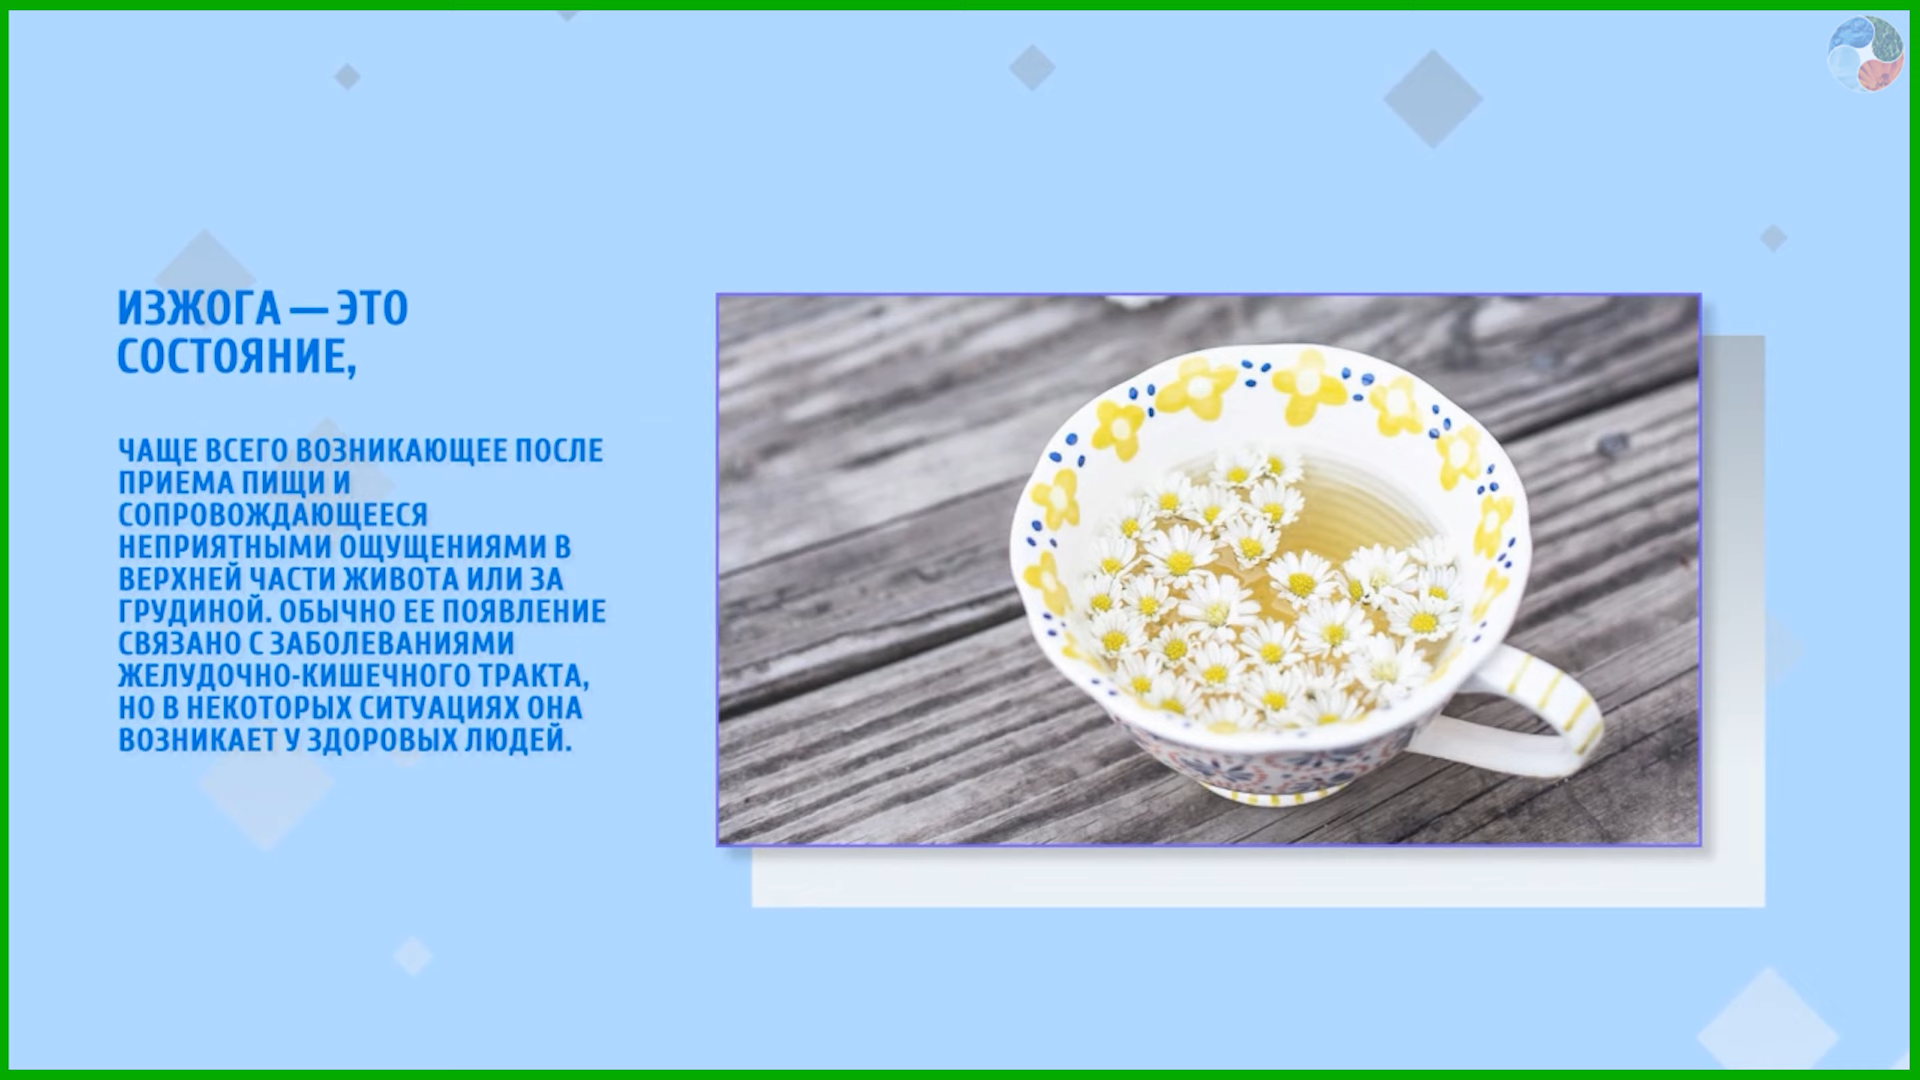 ИЗЖОГА — ЭТО
СОСТОЯНИЕ,
ЧАЩЕ ВСЕГО ВОЗНИКАЮЩЕЕ ПОСЛЕ
ПРИЕМА ПИЩИ И
СОПРОВОЖДАЮЩЕЕСЯ
НЕПРИЯТНЫМИ ОЩУЩЕНИЯМИ В
ВЕРХНЕЙ ЧАСТИ ЖИВОТА ИЛИ ЗА
ГРУДИНОЙ. ОБЫЧНО ЕЕ ПОЯВЛЕНИЕ
СВЯЗАНО С ЗАБОЛЕВАНИЯМИ
ЖЕЛУДОЧНО-КИШЕЧНОГО ТРАКТА,
НО В НЕКОТОРЫХ СИТУАЦИЯХ ОНА
ВОЗНИКАЕТ У ЗДОРОВЫХ ЛЮДЕЙ.